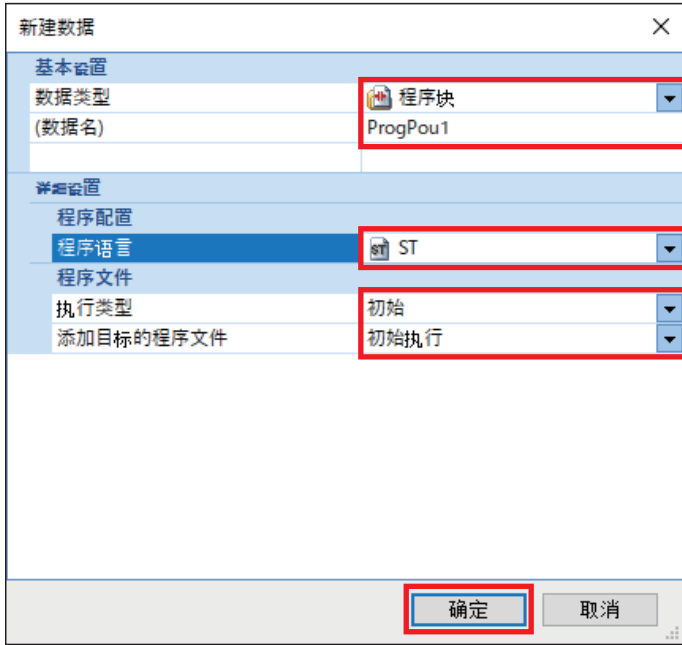 新建数据
基本设置
数据类型 程序块
(数据名) ProgPou1
详细设置
程序配置
程序语言 ST
程序文件
执行类型 初始
添加目标的程序文件 初始执行
确定 取消